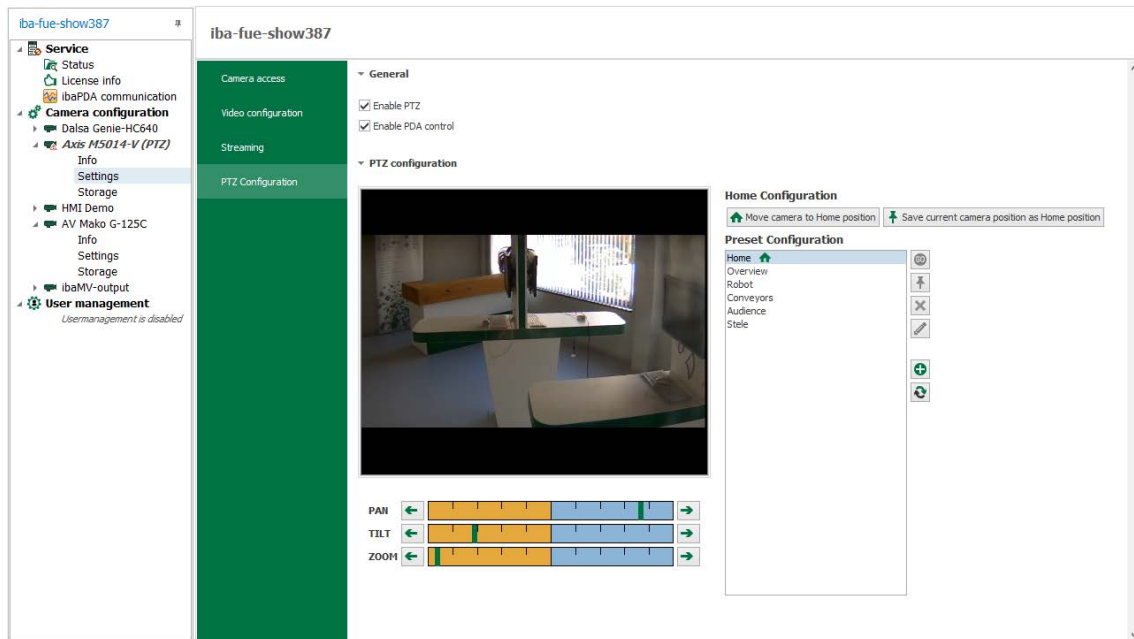 iba-fue-show387
Service
Status
License info
ibaPDA communication
Camera configuration
Dalsa Genie-HC640
Axis M5014-V (PTZ)
Info
Settings
Storage
HMI Demo
AV Mako G-125C
Info
Settings
Storage
ibaMV-output
User management
Usermanagement is disabled
iba-fue-show387
Camera access
Video configuration
Streaming
PTZ Configuration
General
Enable PTZ
Enable PDA control
PTZ configuration
PAN
TILT
ZOOM
Home Configuration
Move camera to Home position
Save current camera position as Home position
Preset Configuration
Home
Overview
Robot
Conveyors
Audience
Stele